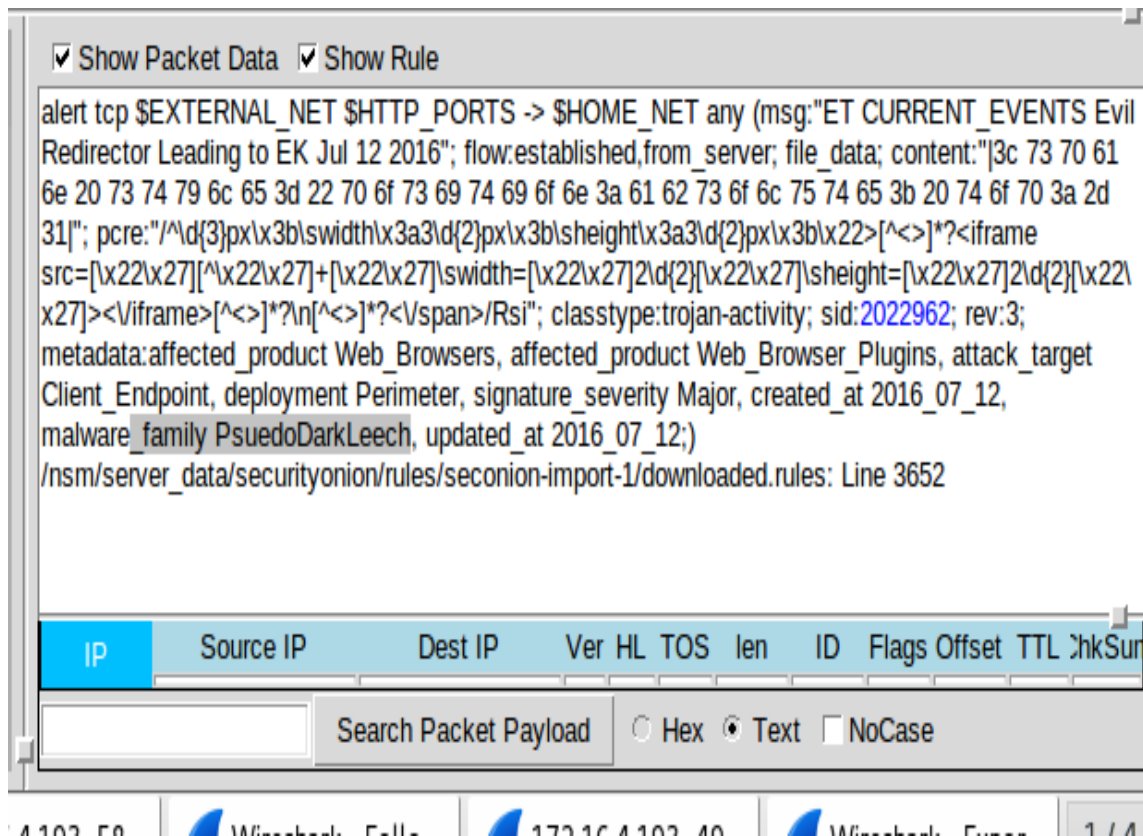 Show Packet Data Show Rule
alert tcp $EXTERNAL_NET $HTTP_PORTS -> $HOME_NET any (msg:"ET CURRENT_EVENTS Evil
Redirector Leading to EK Jul 12 2016"; flow:established,from_server; file_data; content:"|3c 73 70 61
6e 20 73 74 79 6c 65 3d 22 70 6f 73 69 74 69 6f 6e 3a 61 62 73 6f 6c 75 74 65 3b 20 74 6f 70 3a 2d
31|"; pcre:"/^\d{3}px\x3b\swidth\x3a3\d{2}px\x3b\sheight\x3a3\d{2}px\x3b\x22>[^<>]*?<iframe
src=[\x22\x27][^\x22\x27]+[\x22\x27]\swidth=[\x22\x27]2\d{2}[\x22\x27]\sheight=[\x22\x27]2\d{2}[\x22\
x27]><\/iframe>[^<>]*?\n[^<>]*?<\/span>/Rsi"; classtype:trojan-activity; sid:2022962; rev:3;
metadata:affected_product Web_Browsers, affected_product Web_Browser_Plugins, attack_target
Client_Endpoint, deployment Perimeter, signature_severity Major, created_at 2016_07_12,
malware_family PsuedoDarkLeech, updated_at 2016_07_12;)
/nsm/server_data/securityonion/rules/seconion-import-1/downloaded.rules: Line 3652
IP Source IP Dest IP Ver HL TOS len ID Flags Offset TTL
Search Packet Payload Hex Text NoCase
1 / 4